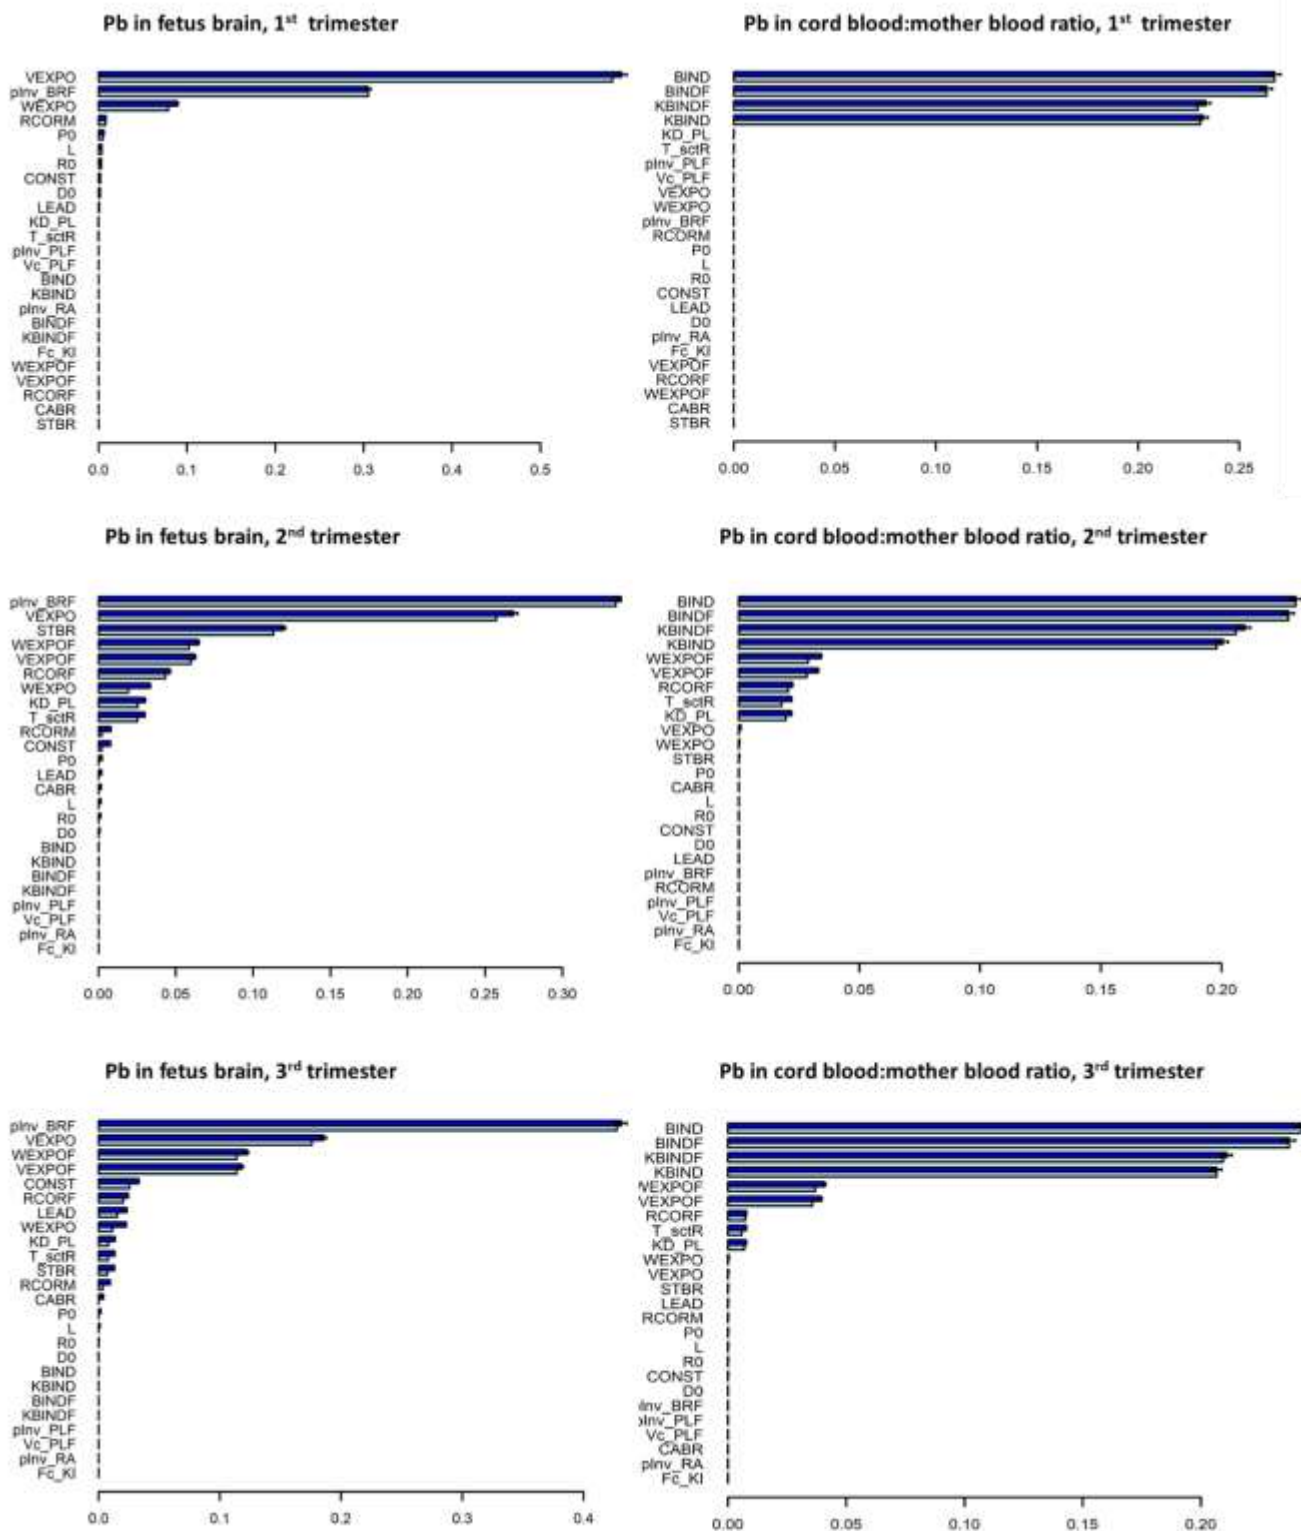 Pb in fetus brain, 1st trimester
VEXPO
pInv_BRF
WEXPO
RCORM
P0
L
R0
CONST
D0
LEAD
KD_PL
T_sctR
pInv_PLF
Vc_PLF
BIND
KBIND
pInv_RA
BINDF
KBINDF
Fc_KI
WEXPOF
VEXPOF
RCORF
CABR
STBR
0.0 0.1 0.2 0.3 0.4 0.5
Pb in cord blood:mother blood ratio, 1st trimester
BIND
BINDF
KBINDF
KBIND
KD_PL
T_sctR
pInv_PLF
Vc_PLF
VEXPO
WEXPO
pInv_BRF
RCORM
P0
L
R0
CONST
LEAD
D0
pInv_RA
Fc_KI
VEXPOF
RCORF
WEXPOF
CABR
STBR
0.00 0.05 0.10 0.15 0.20 0.25
Pb in fetus brain, 2nd trimester
pInv_BRF
VEXPO
STBR
WEXPOF
VEXPOF
RCORF
WEXPO
KD_PL
T_sctR
RCORM
CONST
P0
LEAD
CABR
L
R0
D0
BIND
KBIND
BINDF
KBINDF
pInv_PLF
Vc_PLF
pInv_RA
Fc_KI
0.00 0.05 0.10 0.15 0.20 0.25 0.30
Pb in cord blood:mother blood ratio, 2nd trimester
BIND
BINDF
KBINDF
KBIND
WEXPOF
VEXPOF
RCORF
T_sctR
KD_PL
VEXPO
WEXPO
STBR
P0
CABR
L
R0
CONST
D0
LEAD
pInv_BRF
RCORM
pInv_PLF
Vc_PLF
pInv_RA
Fc_KI
0.00 0.05 0.10 0.15 0.20
Pb in fetus brain, 3rd trimester
pInv_BRF
VEXPO
WEXPOF
VEXPOF
CONST
RCORF
LEAD
WEXPO
KD_PL
T_sctR
STBR
RCORM
CABR
P0
L
R0
D0
BIND
KBIND
BINDF
KBINDF
pInv_PLF
Vc_PLF
pInv_RA
Fc_KI
0.0 0.1 0.2 0.3 0.4
Pb in cord blood:mother blood ratio, 3rd trimester
BIND
BINDF
KBINDF
KBIND
WEXPOF
VEXPOF
RCORF
T_sctR
KD_PL
WEXPO
VEXPO
STBR
LEAD
RCORM
P0
L
R0
CONST
D0
pInv_BRF
pInv_PLF
Vc_PLF
CABR
pInv_RA
Fc_KI
0.00 0.05 0.10 0.15 0.20